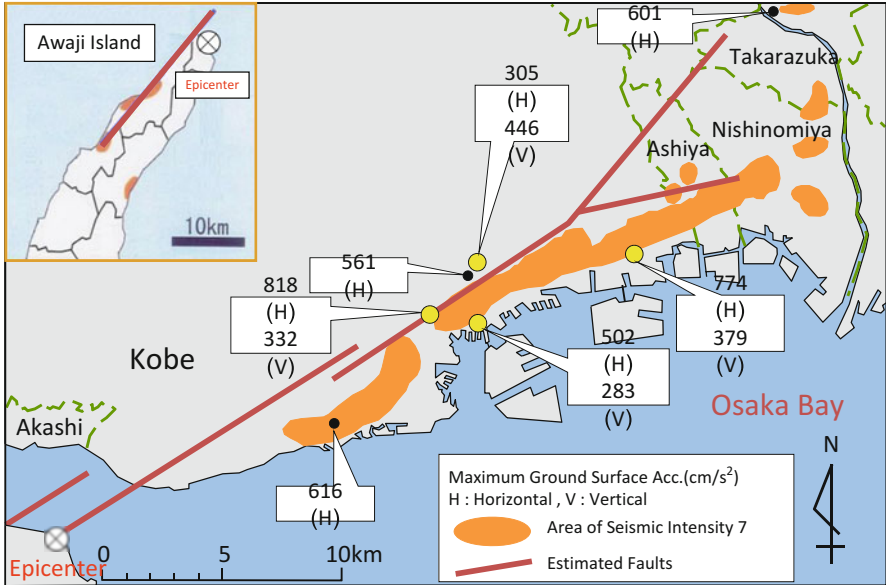 Awaji Island
Epicenter
10km
601
(H)
Takarazuka
305
(H)
446
(V)
Nishinomiya
Ashiya
561
(H)
818
(H)
332
(V)
774
(H)
379
(V)
502
(H)
283
(V)
Kobe
Osaka Bay
Akashi
616
(H)
N
Maximum Ground Surface Acc.(cm/s²)
H : Horizontal , V : Vertical
Area of Seismic Intensity 7
Estimated Faults
Epicenter
0 5 10km